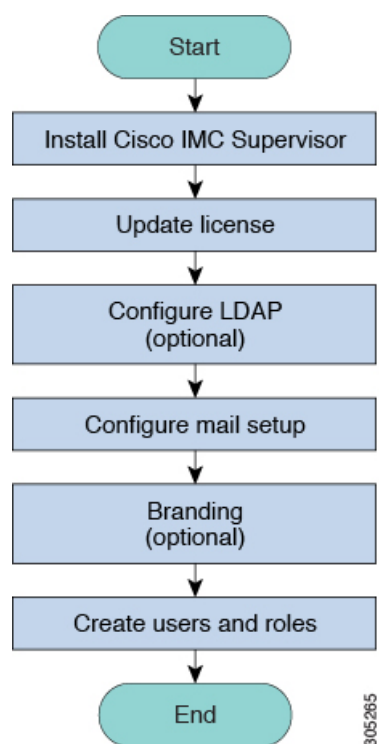 Start
Install Cisco IMC Supervisor
Update license
Configure LDAP
(optional)
Configure mail setup
Branding
(optional)
Create users and roles
End
305265